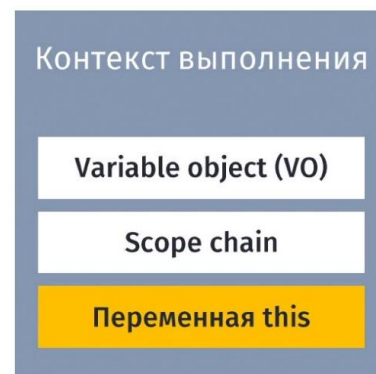 Контекст выполнения
Variable object (VO)
Scope chain
Переменная this